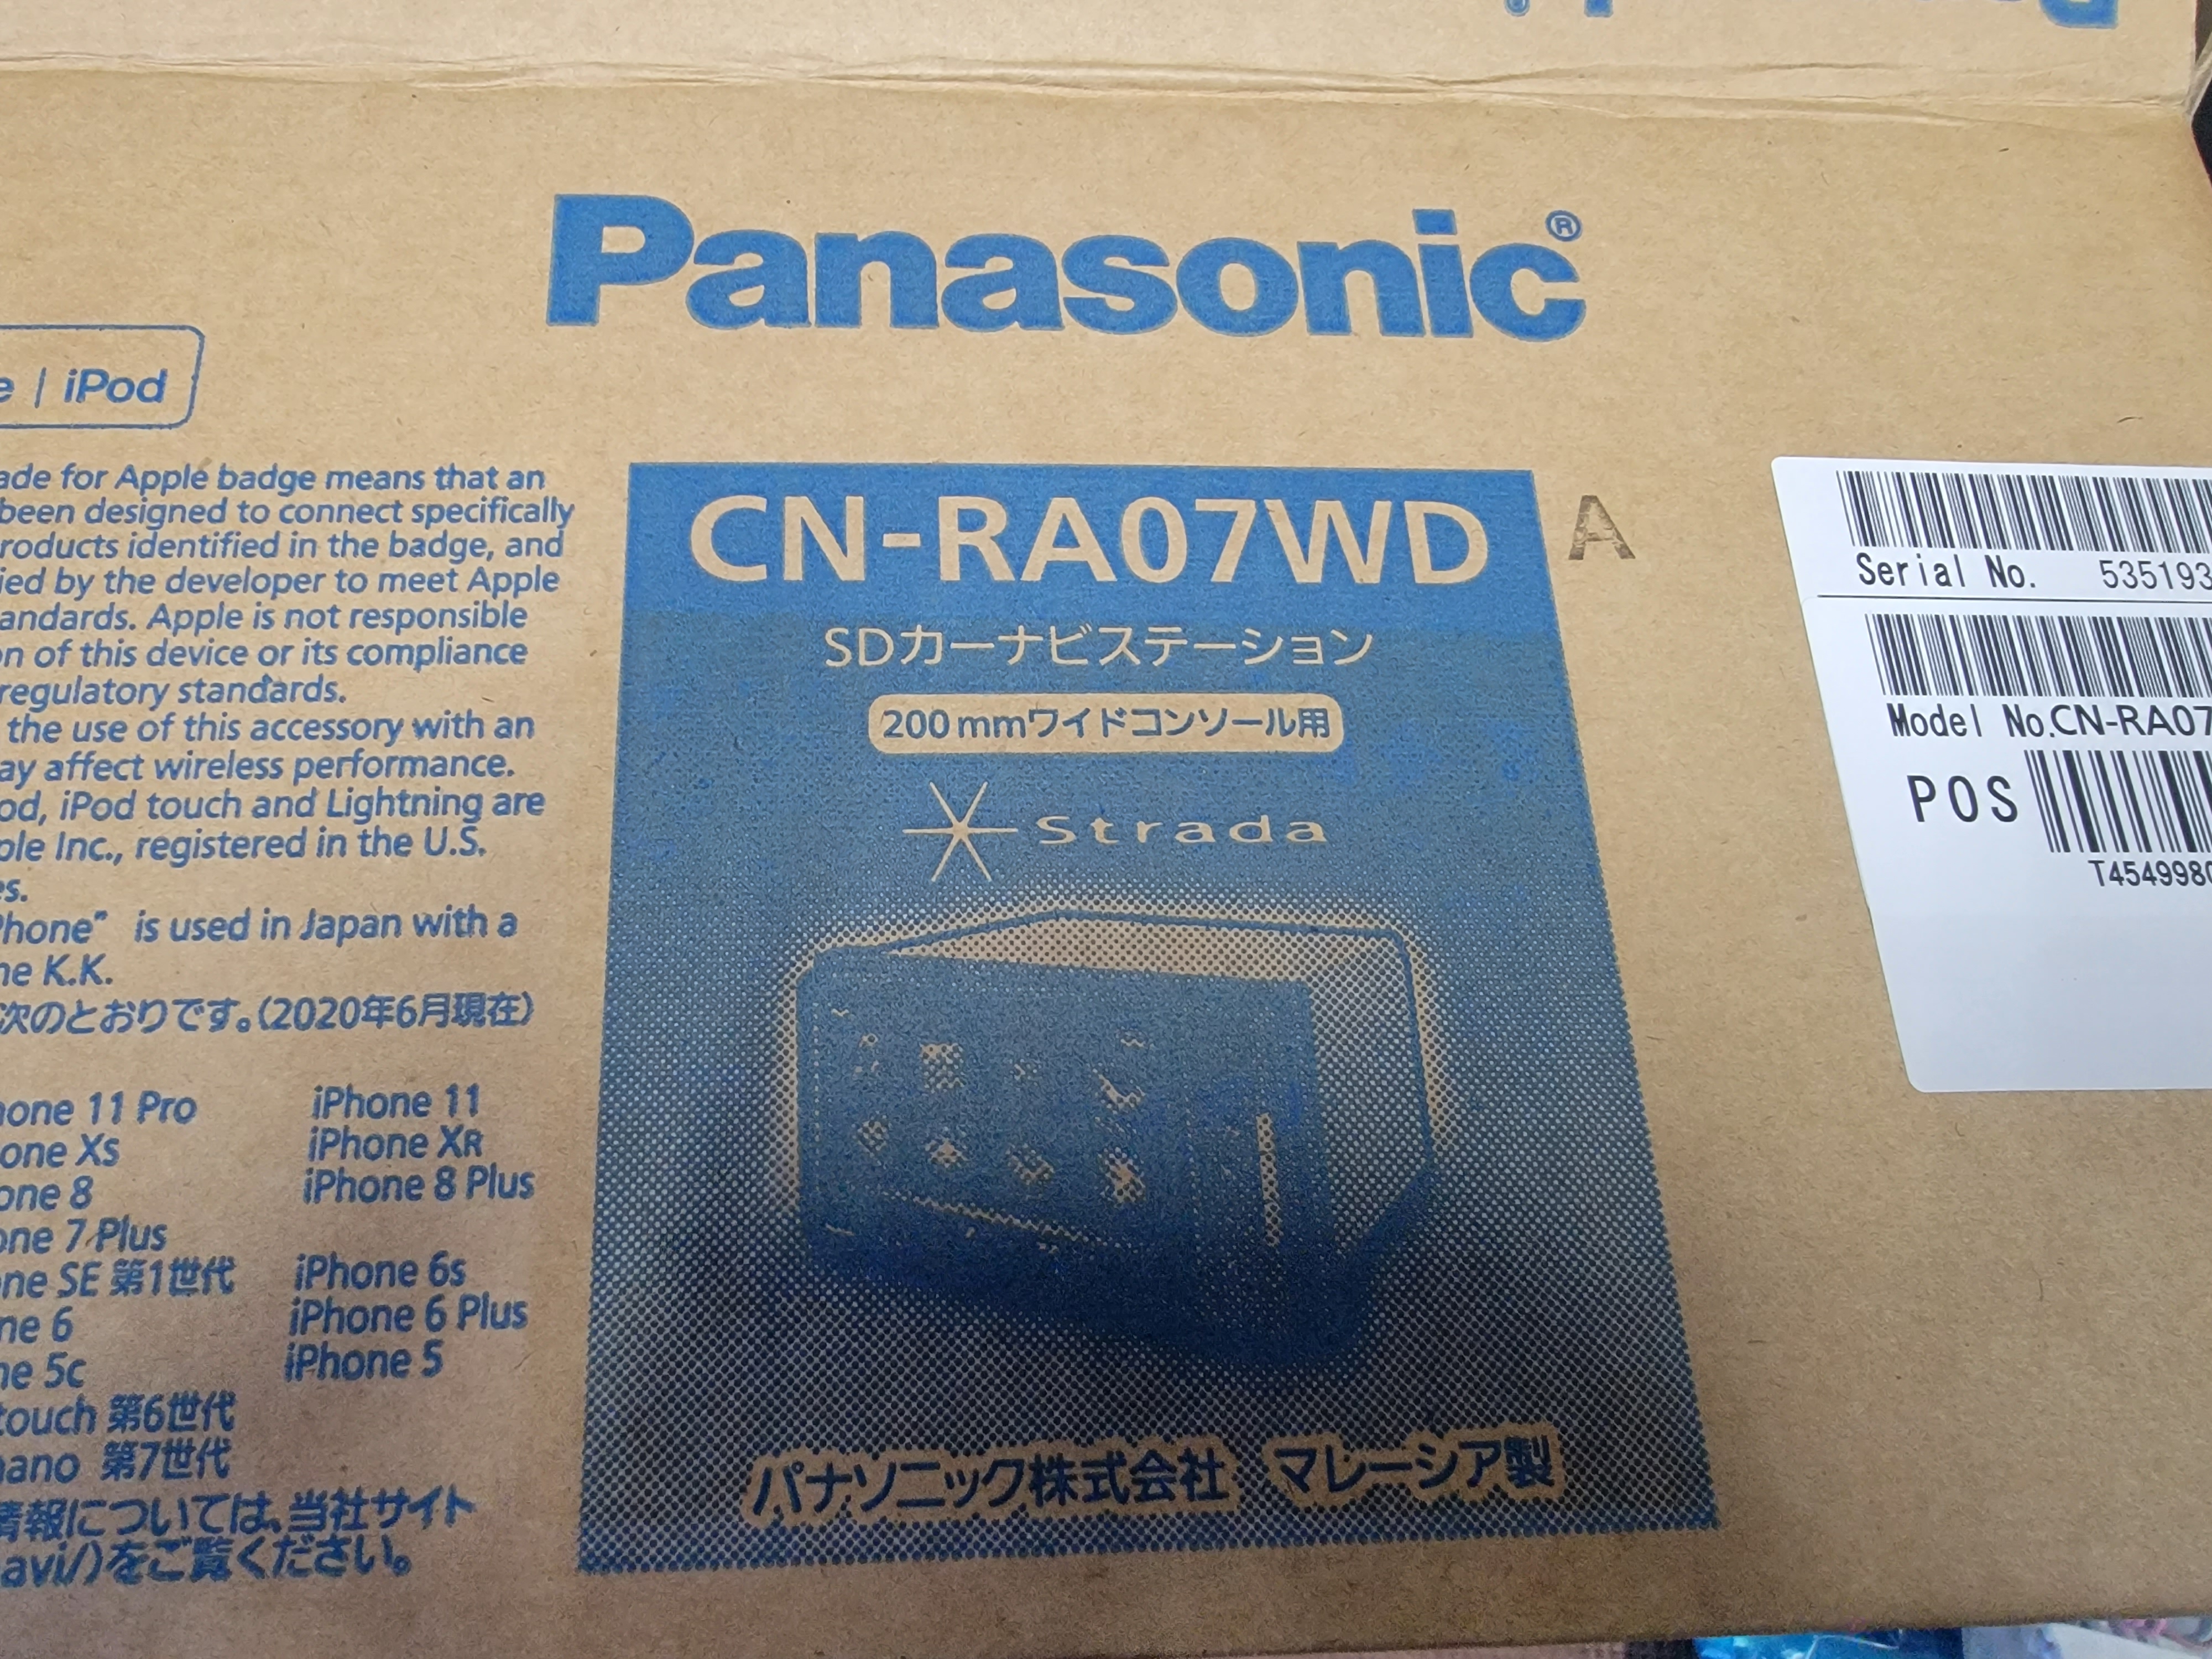 Panasonic®
e | iPod
ade for Apple badge means that an
been designed to connect specifically
roducts identified in the badge, and
ied by the developer to meet Apple
andards. Apple is not responsible
on of this device or its compliance
regulatory standards.
the use of this accessory with an
ay affect wireless performance.
od, iPod touch and Lightning are
ple Inc., registered in the U.S.
es.
Phone" is used in Japan with a
ne K.K.
次のとおりです。(2020年6月現在)
hone 11 Pro iPhone 11
one Xs iPhone XR
one 8 iPhone 8 Plus
one 7 Plus
one SE 第1世代 iPhone 6s
ne 6 iPhone 6 Plus
ne 5c iPhone 5
touch 第6世代
nano 第7世代
情報については、当社サイト
avi/)をご覧ください。
CN-RA07WD A
SDカーナビステーション
200mmワイドコンソール用
Strada
パナソニック株式会社 マレーシア製
Serial No. 535193
Model No.CN-RA07
POS
T4549980